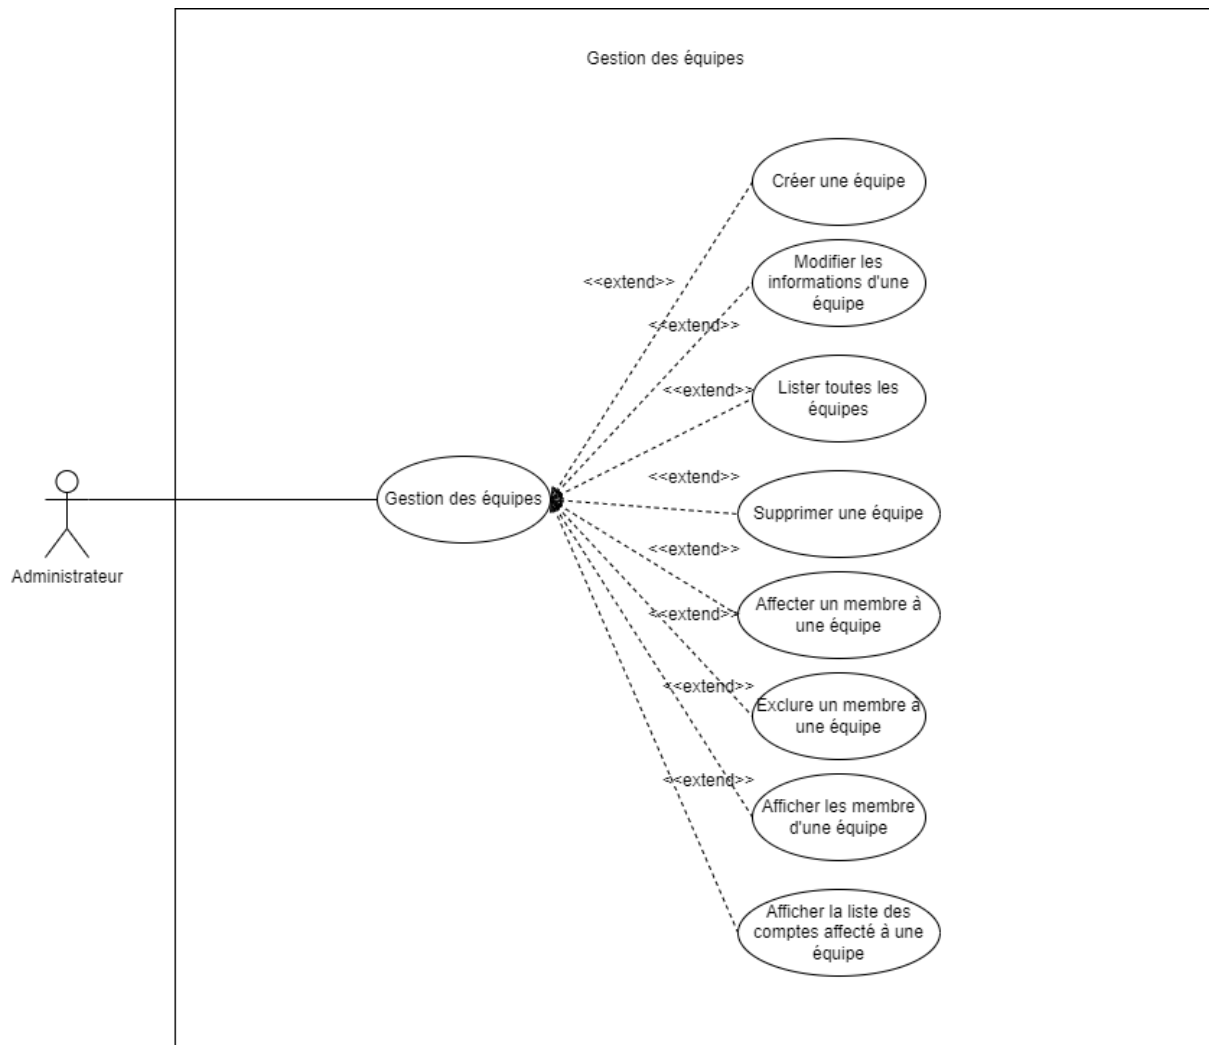 Gestion des équipes
Créer une équipe
<<extend>>
Modifier les
informations d'une
équipe
<<extend>>
<<extend>>
Lister toutes les
équipes
<<extend>>
Gestion des équipes
Supprimer une équipe
<<extend>>
Administrateur
Affecter un membre à
une équipe
<<extend>>
<<extend>>
Exclure un membre à
une équipe
<<extend>>
Afficher les membre
d'une équipe
Afficher la liste des
comptes affecté à une
équipe